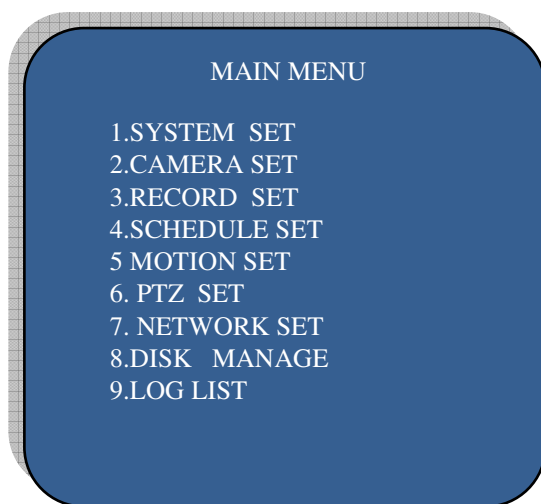 MAIN MENU
1.SYSTEM SET
2.CAMERA SET
3.RECORD SET
4.SCHEDULE SET
5 MOTION SET
6. PTZ SET
7. NETWORK SET
8.DISK MANAGE
9.LOG LIST